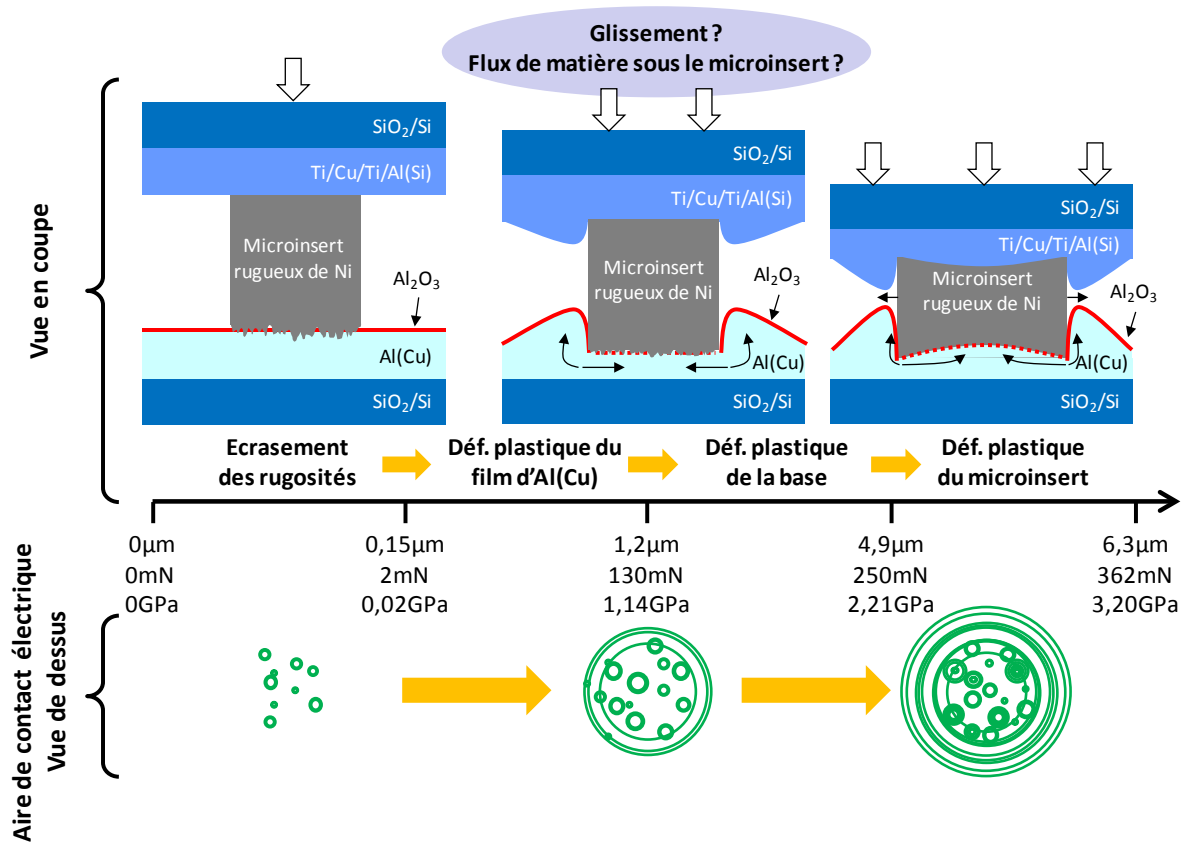 Glissement ?
Flux de matière sous le microinsert ?
Vue en coupe
SiO2/Si
Ti/Cu/Ti/Al(Si)
Microinsert
rugueux de Ni
Al2O3
Al(Cu)
SiO2/Si
SiO2/Si
Ti/Cu/Ti/Al(Si)
Microinsert
rugueux de Ni
Al2O3
Al(Cu)
SiO2/Si
SiO2/Si
Ti/Cu/Ti/Al(Si)
Microinsert
rugueux de Ni
Al2O3
Al(Cu)
SiO2/Si
Ecrasement
des rugosités
Déf. plastique du
film d'Al(Cu)
Déf. plastique
de la base
Déf. plastique
du microinsert
0µm
0mN
0GPa
0,15µm
2mN
0,02GPa
1,2µm
130mN
1,14GPa
4,9µm
250mN
2,21GPa
6,3µm
362mN
3,20GPa
Aire de contact électrique
Vue de dessus